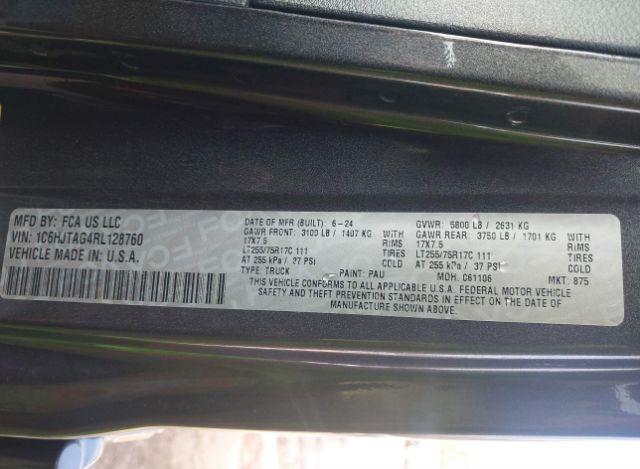 MFD BY: FCA US LLC
VIN: 1C6HJTAG4RL128760
VEHICLE MADE IN: U.S.A.
DATE OF MFR (BUILT): 6-24
GAWR FRONT: 3100 LB / 1407 KG WITH
17X7.5 RIMS
LT255/75R17C 111 TIRES
AT 255 kPa / 37 PSI COLD
TYPE: TRUCK PAINT: PAU
GVWR: 5800 LB / 2631 KG
GAWR REAR: 3750 LB / 1701 KG WITH
17X7.5 RIMS
LT255/75R17C 111 TIRES
AT 255 kPa / 37 PSI COLD
MDH: C61106 MKT: 875
THIS VEHICLE CONFORMS TO ALL APPLICABLE U.S.A. FEDERAL MOTOR VEHICLE
SAFETY AND THEFT PREVENTION STANDARDS IN EFFECT ON THE DATE OF
MANUFACTURE SHOWN ABOVE.